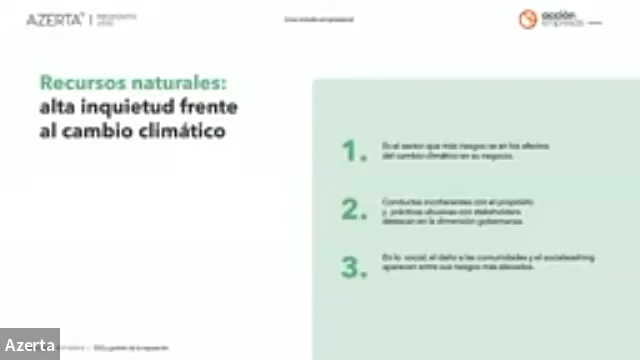 AZERTA
acción
empresas
Recursos naturales:
alta inquietud frente
al cambio climático
1.
Es el sector que más riesgos ve en los efectos
del cambio climático en su negocio.
2.
Conductas incoherentes con el propósito
y prácticas abusivas con stakeholders
destacan en la dimensión gobernanza.
3.
En lo social, el daño a las comunidades y el socialwashing
aparecen entre sus riesgos más elevados.
Azerta